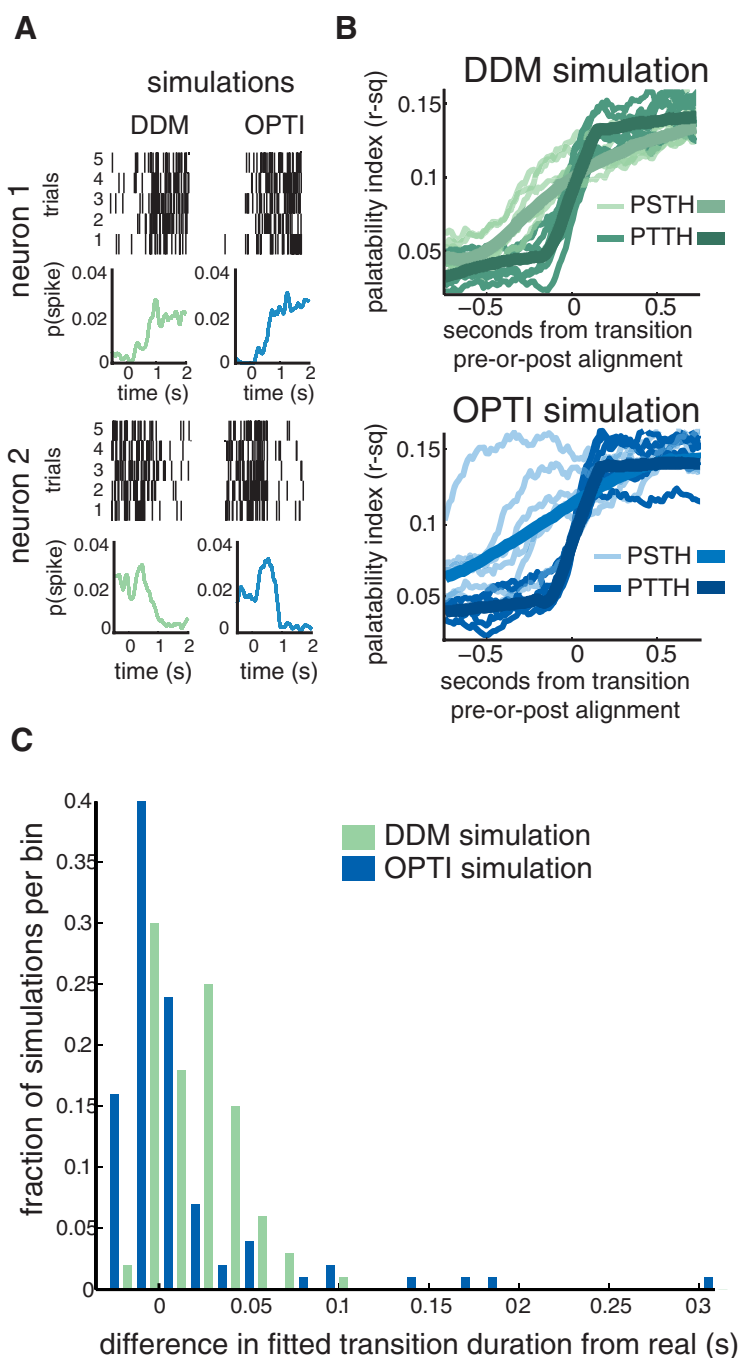 A
simulations
DDM
OPTI
neuron 1
trials
5
4
3
2
1
p(spike)
0.04
0.02
0
0 1 2
time (s)
0.04
0.02
0
0 1 2
time (s)
neuron 2
trials
5
4
3
2
1
p(spike)
0.04
0.02
0
0 1 2
time (s)
0.04
0.02
0
0 1 2
time (s)
B
DDM simulation
palatability index (r-sq)
0.15
0.1
0.05
PSTH
PTTH
−0.5 0 0.5
seconds from transition
pre-or-post alignment
OPTI simulation
palatability index (r-sq)
0.15
0.1
0.05
PSTH
PTTH
−0.5 0 0.5
seconds from transition
pre-or-post alignment
C
fraction of simulations per bin
0.4
0.35
0.3
0.25
0.2
0.15
0.1
0.05
0
DDM simulation
OPTI simulation
0 0.05 0.1 0.15 02 0.25 03
difference in fitted transition duration from real (s)